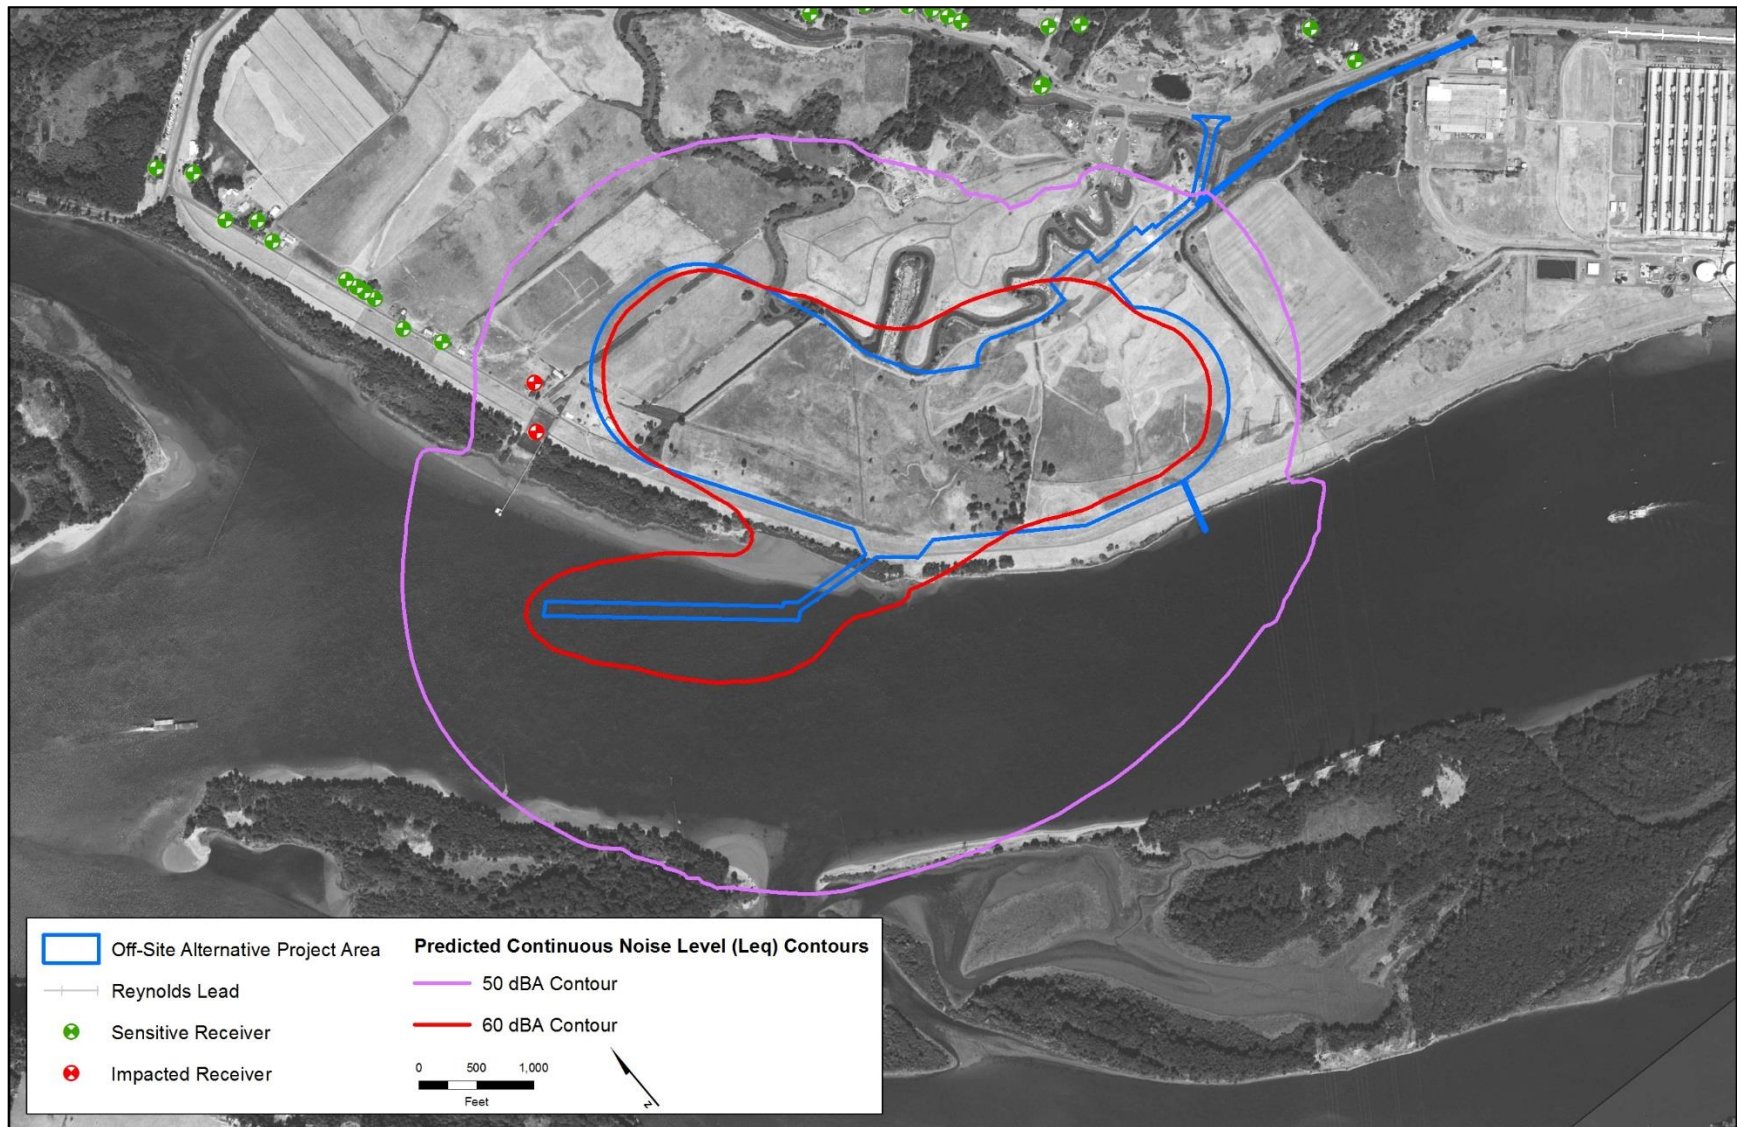 Off-Site Alternative Project Area
Reynolds Lead
Sensitive Receiver
Impacted Receiver
Predicted Continuous Noise Level (Leq) Contours
50 dBA Contour
60 dBA Contour
0 500 1,000
Feet
N